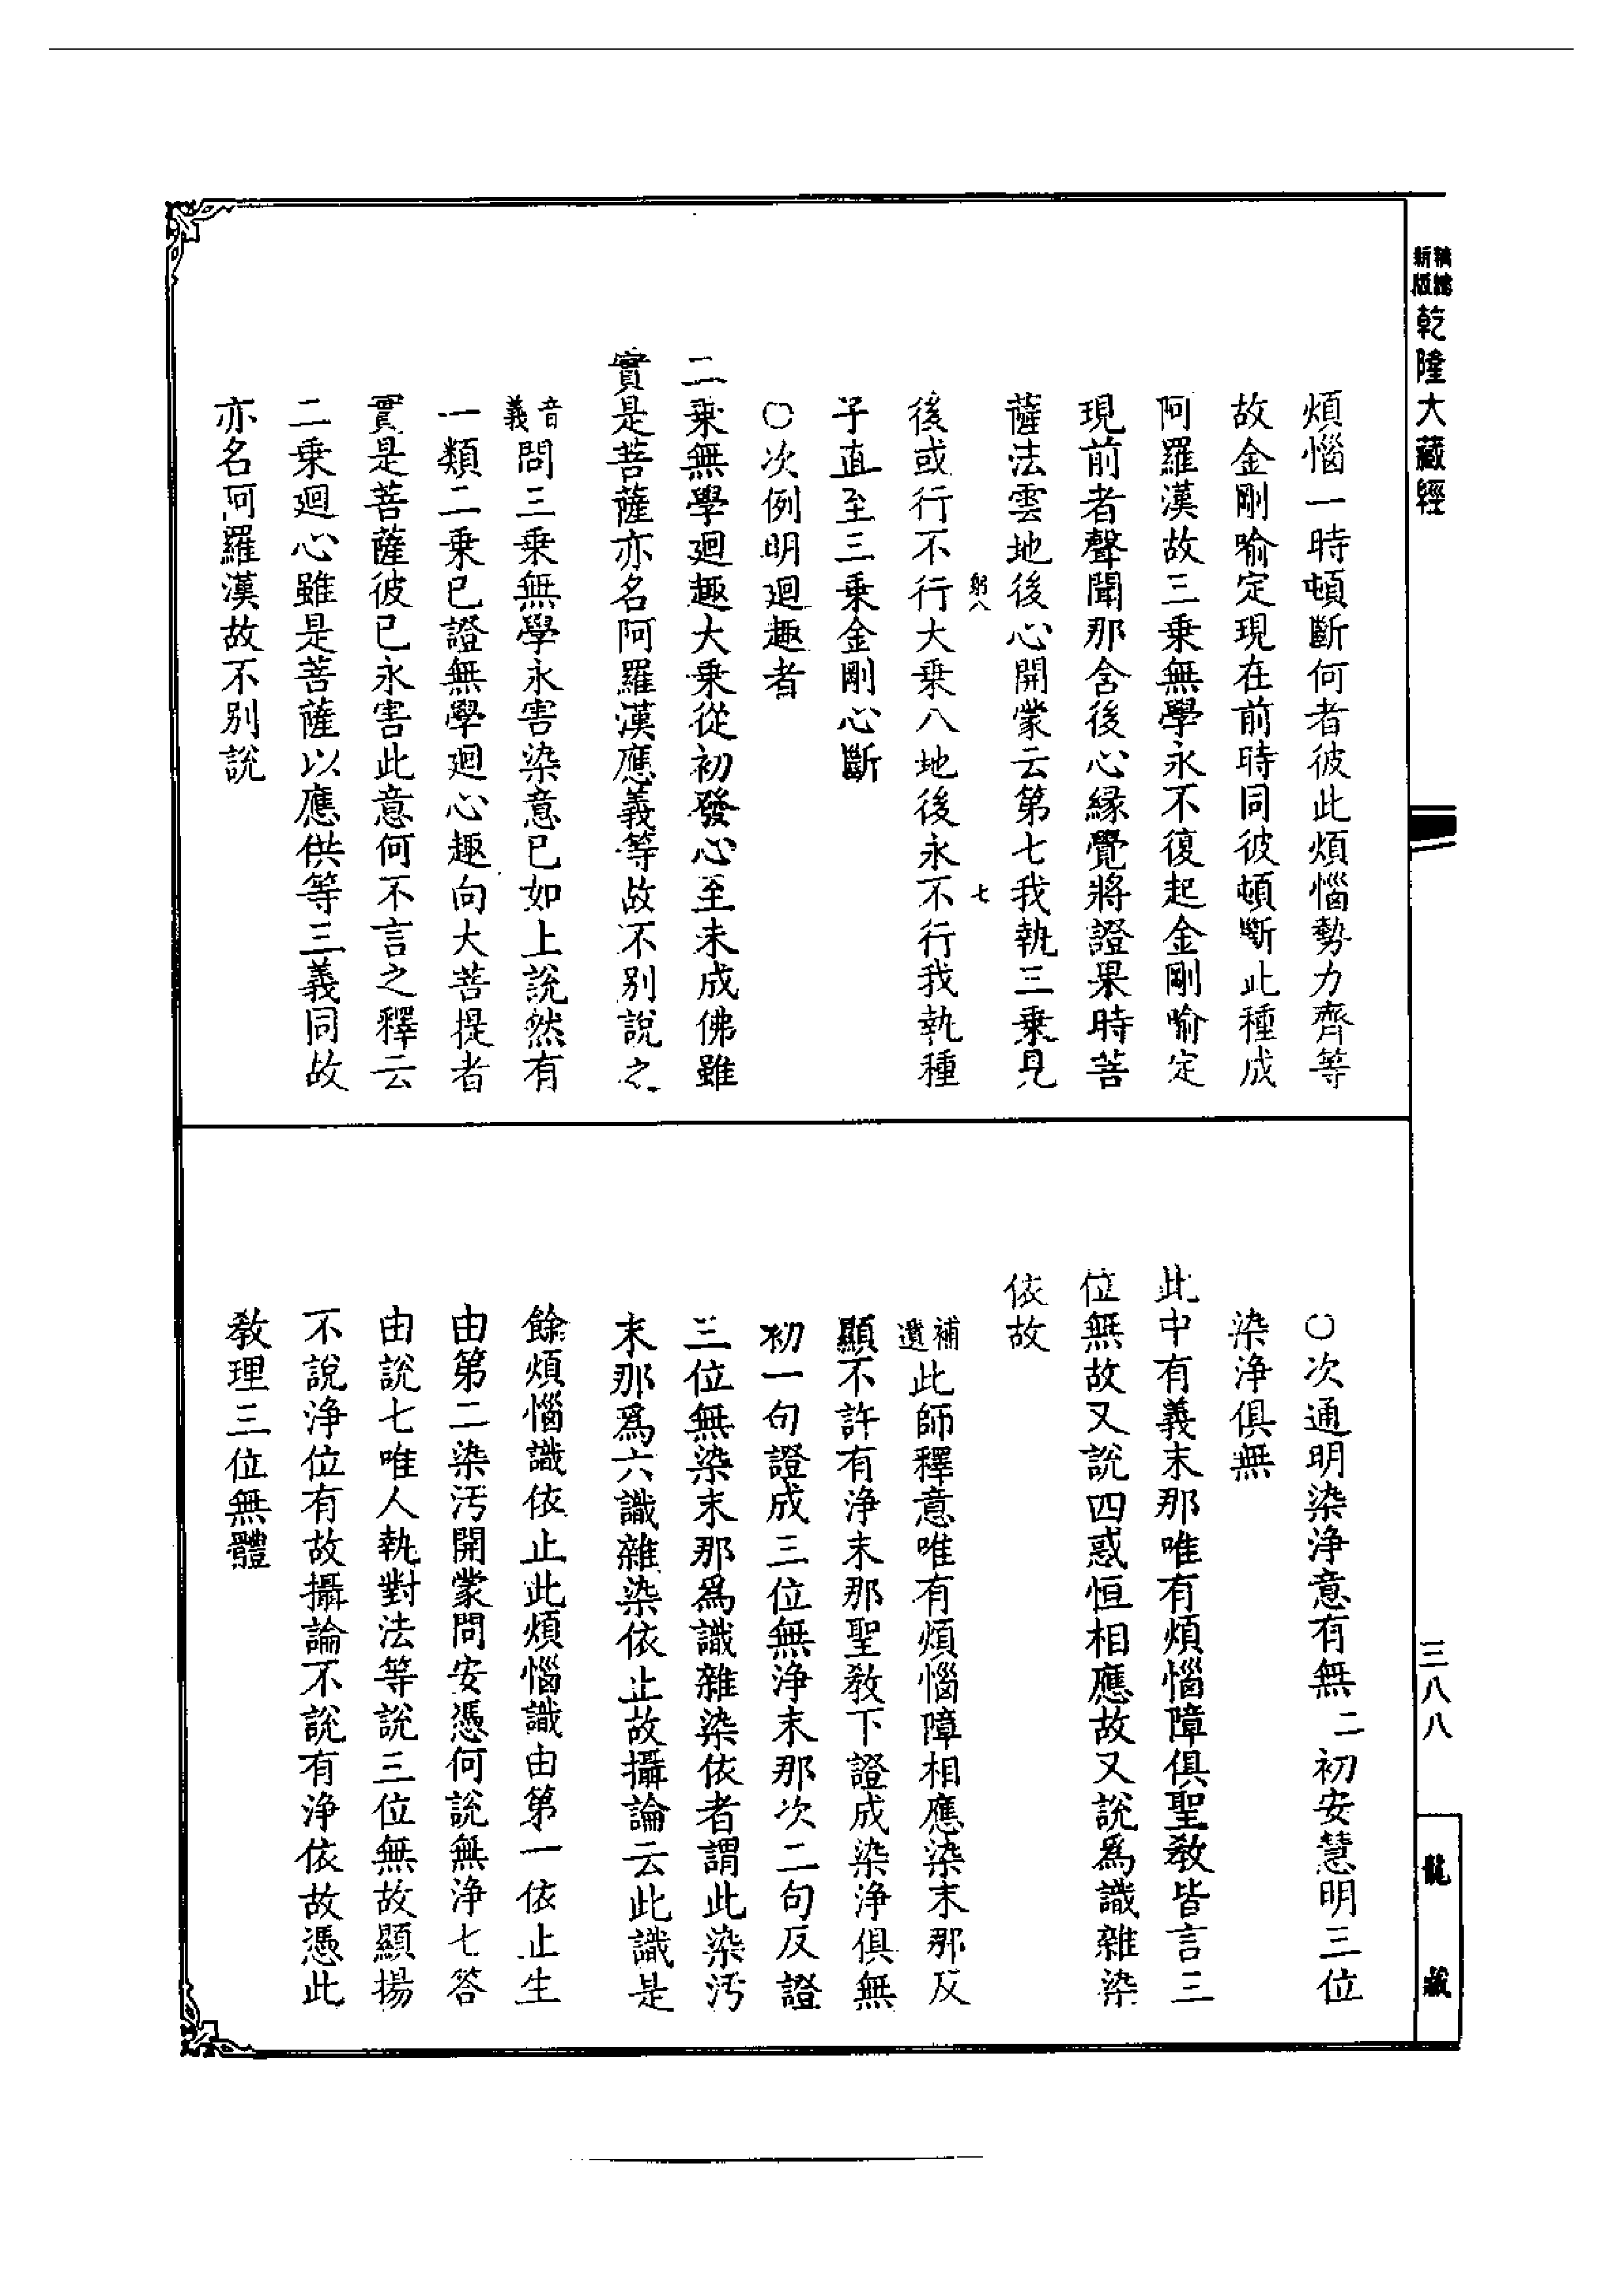 新版
乾隆大藏經
煩惱一時頓斷何者彼此煩惱勢力齊等
故金剛喻定現在前時同彼頓斷此種成
阿羅漢故三乘無學永不復起金剛喻定
現前者聲聞那含後心緣覺將證果時菩
薩法雲地後心開蒙云第七我執三乘見
後或行不行大乘八地後永不行我執種
子直至三乘金剛心斷
○次例明迴趣者
二乘無學迴趣大乘從初發心至未成佛雖
實是菩薩亦名阿羅漢應義等故不別說之
音義問三乘無學永害染意已如上說然有
一類二乘已證無學迴心趣向大菩提者
實是菩薩彼已永害此意何不言之釋云
二乘迴心雖是菩薩以應供等三義同故
亦名阿羅漢故不別說
七
○次通明染淨意有無二初安慧明三位
染淨俱無
此中有義末那唯有煩惱障俱聖教皆言三
位無故又說四惑恒相應故又說為識雜染
依故
補遺此師釋意唯有煩惱障相應染末那反
顯不許有淨末那聖教下證成染淨俱無
初一句證成三位無淨末那次二句反證
三位無染末那為識雜染依者謂此染污
末那為六識雜染依止故攝論云此識是
餘煩惱識依止此煩惱識由第一依止生
由第二染污開蒙問安憑何說無淨七答
由說七唯人執對法等說三位無故顯揚
不說淨位有故攝論不說有淨依故憑此
教理三位無體
三八八
龍藏